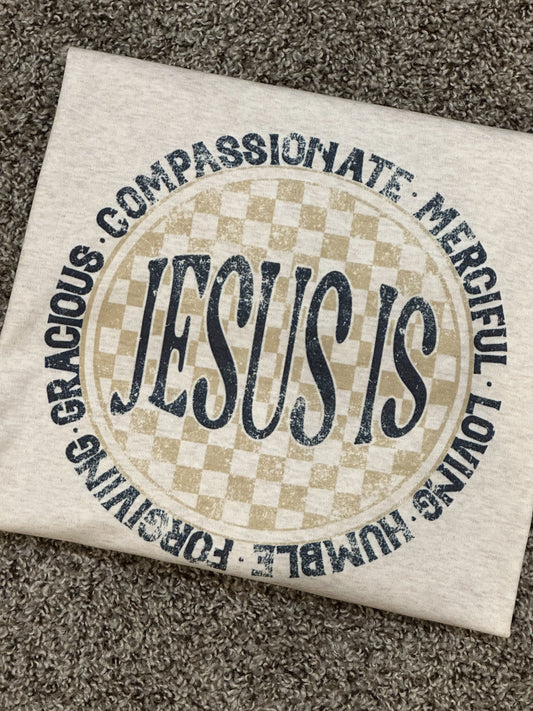 JESUS IS
COMPASSIONATE · MERCIFUL · LOVING · HUMBLE · FORGIVING · GRACIOUS ·